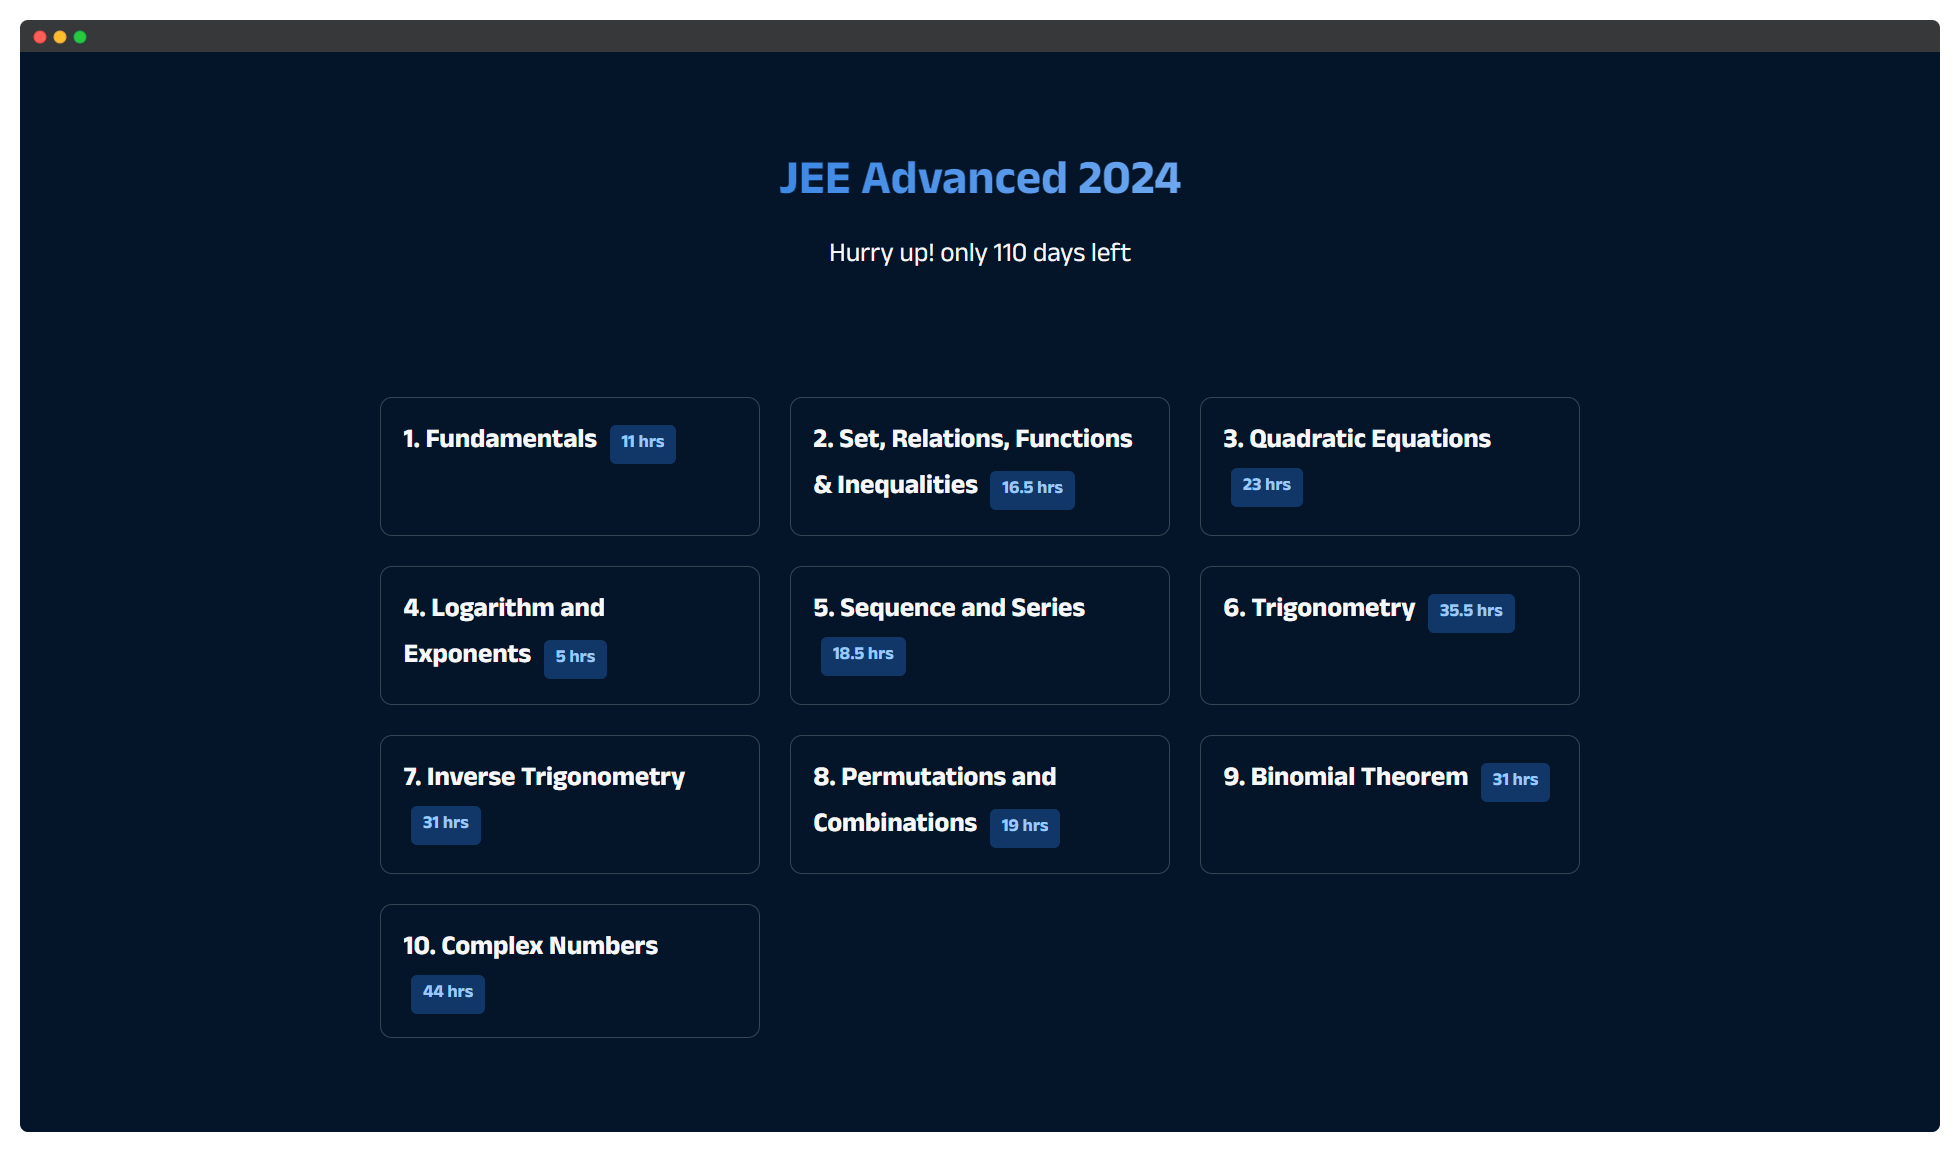 JEE Advanced 2024
Hurry up! only 110 days left
1. Fundamentals 11 hrs
2. Set, Relations, Functions
& Inequalities 16.5 hrs
3. Quadratic Equations
23 hrs
4. Logarithm and
Exponents 5 hrs
5. Sequence and Series
18.5 hrs
6. Trigonometry 35.5 hrs
7. Inverse Trigonometry
31 hrs
8. Permutations and
Combinations 19 hrs
9. Binomial Theorem 31 hrs
10. Complex Numbers
44 hrs